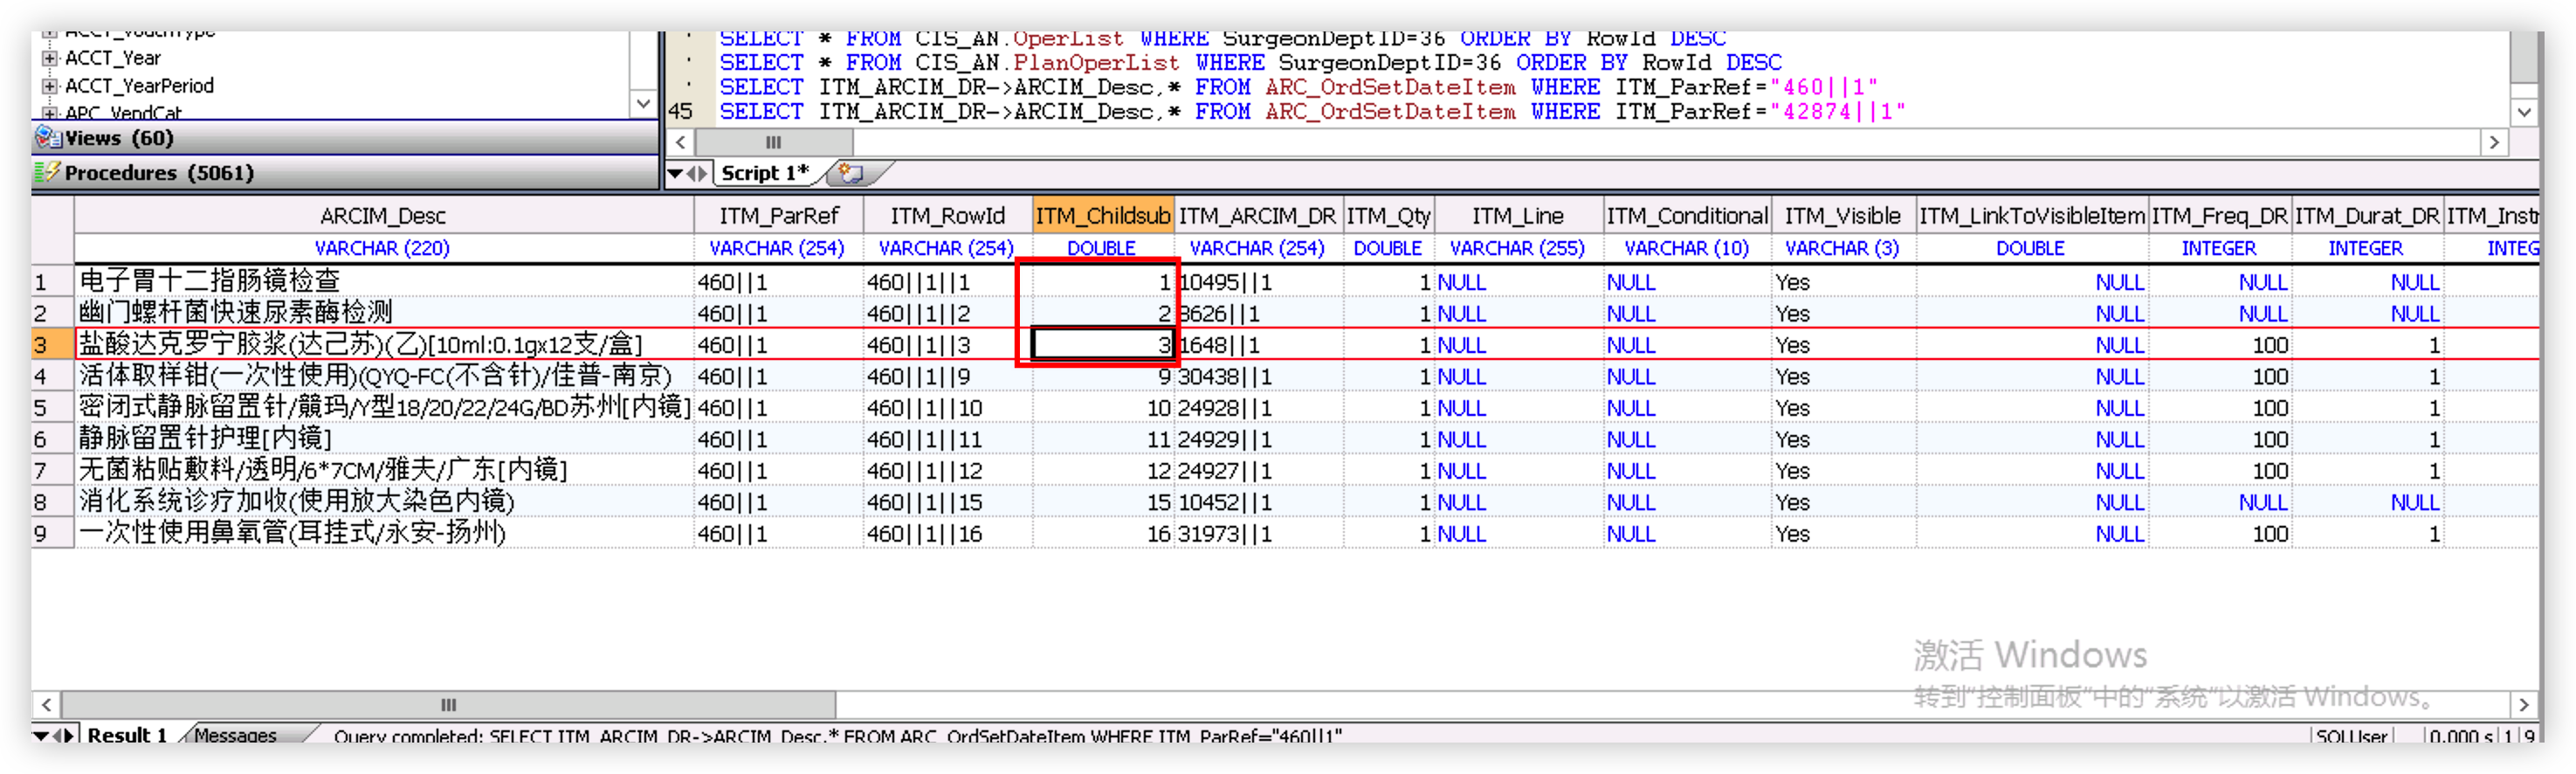 ACCT_VouchType
ACCT_Year
ACCT_YearPeriod
APC_VendCat
Views (60)
Procedures (5061)
SELECT * FROM CIS_AN.OperList WHERE SurgeonDeptID=36 ORDER BY RowId DESC
SELECT * FROM CIS_AN.PlanOperList WHERE SurgeonDeptID=36 ORDER BY RowId DESC
SELECT ITM_ARCIM_DR->ARCIM_Desc,* FROM ARC_OrdSetDateItem WHERE ITM_ParRef="460||1"
45 SELECT ITM_ARCIM_DR->ARCIM_Desc,* FROM ARC_OrdSetDateItem WHERE ITM_ParRef="42874||1"
Script 1*
ARCIM_Desc ITM_ParRef ITM_RowId ITM_Childsub ITM_ARCIM_DR ITM_Qty ITM_Line ITM_Conditional ITM_Visible ITM_LinkToVisibleItem ITM_Freq_DR ITM_Durat_DR ITM_Instr
VARCHAR (220) VARCHAR (254) VARCHAR (254) DOUBLE VARCHAR (254) DOUBLE VARCHAR (255) VARCHAR (10) VARCHAR (3) DOUBLE INTEGER INTEGER INTEG
1 电子胃十二指肠镜检查 460||1 460||1||1 1 10495||1 1 NULL NULL Yes NULL NULL NULL
2 幽门螺杆菌快速尿素酶检测 460||1 460||1||2 2 8626||1 1 NULL NULL Yes NULL NULL NULL
3 盐酸达克罗宁胶浆(达己苏)(乙)[10ml:0.1gx12支/盒] 460||1 460||1||3 3 1648||1 1 NULL NULL Yes NULL 100 1
4 活体取样钳(一次性使用)(QYQ-FC(不含针)/佳普-南京) 460||1 460||1||9 9 30438||1 1 NULL NULL Yes NULL 100 1
5 密闭式静脉留置针/竸玛/Y型18/20/22/24G/BD苏州[内镜] 460||1 460||1||10 10 24928||1 1 NULL NULL Yes NULL 100 1
6 静脉留置针护理[内镜] 460||1 460||1||11 11 24929||1 1 NULL NULL Yes NULL 100 1
7 无菌粘贴敷料/透明/6*7CM/雅夫/广东[内镜] 460||1 460||1||12 12 24927||1 1 NULL NULL Yes NULL 100 1
8 消化系统诊疗加收(使用放大染色内镜) 460||1 460||1||15 15 10452||1 1 NULL NULL Yes NULL NULL NULL
9 一次性使用鼻氧管(耳挂式/永安-扬州) 460||1 460||1||16 16 31973||1 1 NULL NULL Yes NULL 100 1
激活 Windows
转到"控制面板"中的"系统"以激活 Windows。
Result 1 Messages Query completed: SELECT ITM_ARCIM_DR->ARCIM_Desc,* FROM ARC_OrdSetDateItem WHERE ITM_ParRef="460||1" SQLUser 0.000 s 1 9